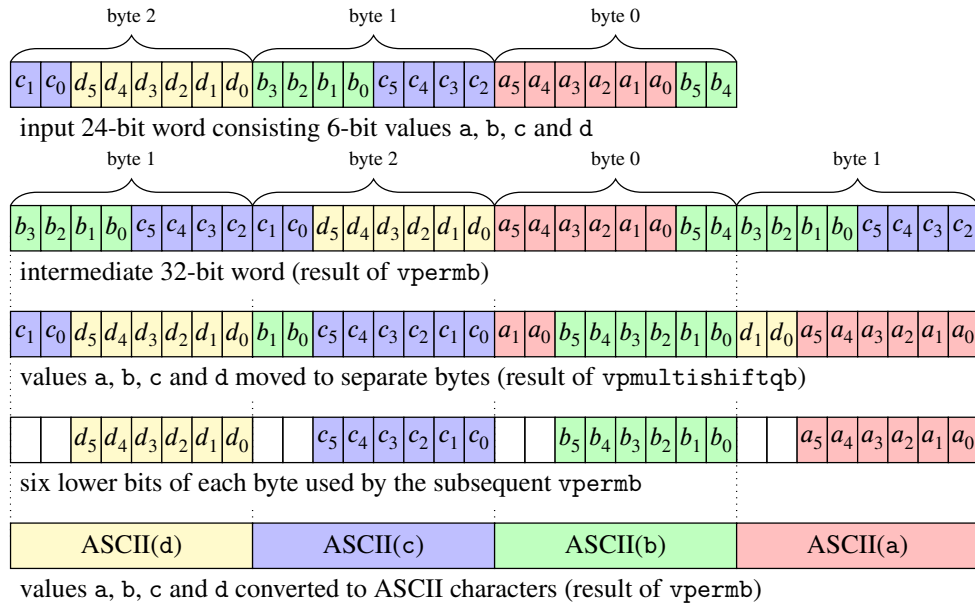 byte 2 byte 1 byte 0
c₁ c₀ d₅ d₄ d₃ d₂ d₁ d₀ b₃ b₂ b₁ b₀ c₅ c₄ c₃ c₂ a₅ a₄ a₃ a₂ a₁ a₀ b₅ b₄
input 24-bit word consisting 6-bit values a, b, c and d
byte 1 byte 2 byte 0 byte 1
b₃ b₂ b₁ b₀ c₅ c₄ c₃ c₂ c₁ c₀ d₅ d₄ d₃ d₂ d₁ d₀ a₅ a₄ a₃ a₂ a₁ a₀ b₅ b₄ b₃ b₂ b₁ b₀ c₅ c₄ c₃ c₂
intermediate 32-bit word (result of vpermb)
c₁ c₀ d₅ d₄ d₃ d₂ d₁ d₀ b₁ b₀ c₅ c₄ c₃ c₂ c₁ c₀ a₁ a₀ b₅ b₄ b₃ b₂ b₁ b₀ d₁ d₀ a₅ a₄ a₃ a₂ a₁ a₀
values a, b, c and d moved to separate bytes (result of vpmultishiftqb)
d₅ d₄ d₃ d₂ d₁ d₀ c₅ c₄ c₃ c₂ c₁ c₀ b₅ b₄ b₃ b₂ b₁ b₀ a₅ a₄ a₃ a₂ a₁ a₀
six lower bits of each byte used by the subsequent vpermb
ASCII(d) ASCII(c) ASCII(b) ASCII(a)
values a, b, c and d converted to ASCII characters (result of vpermb)